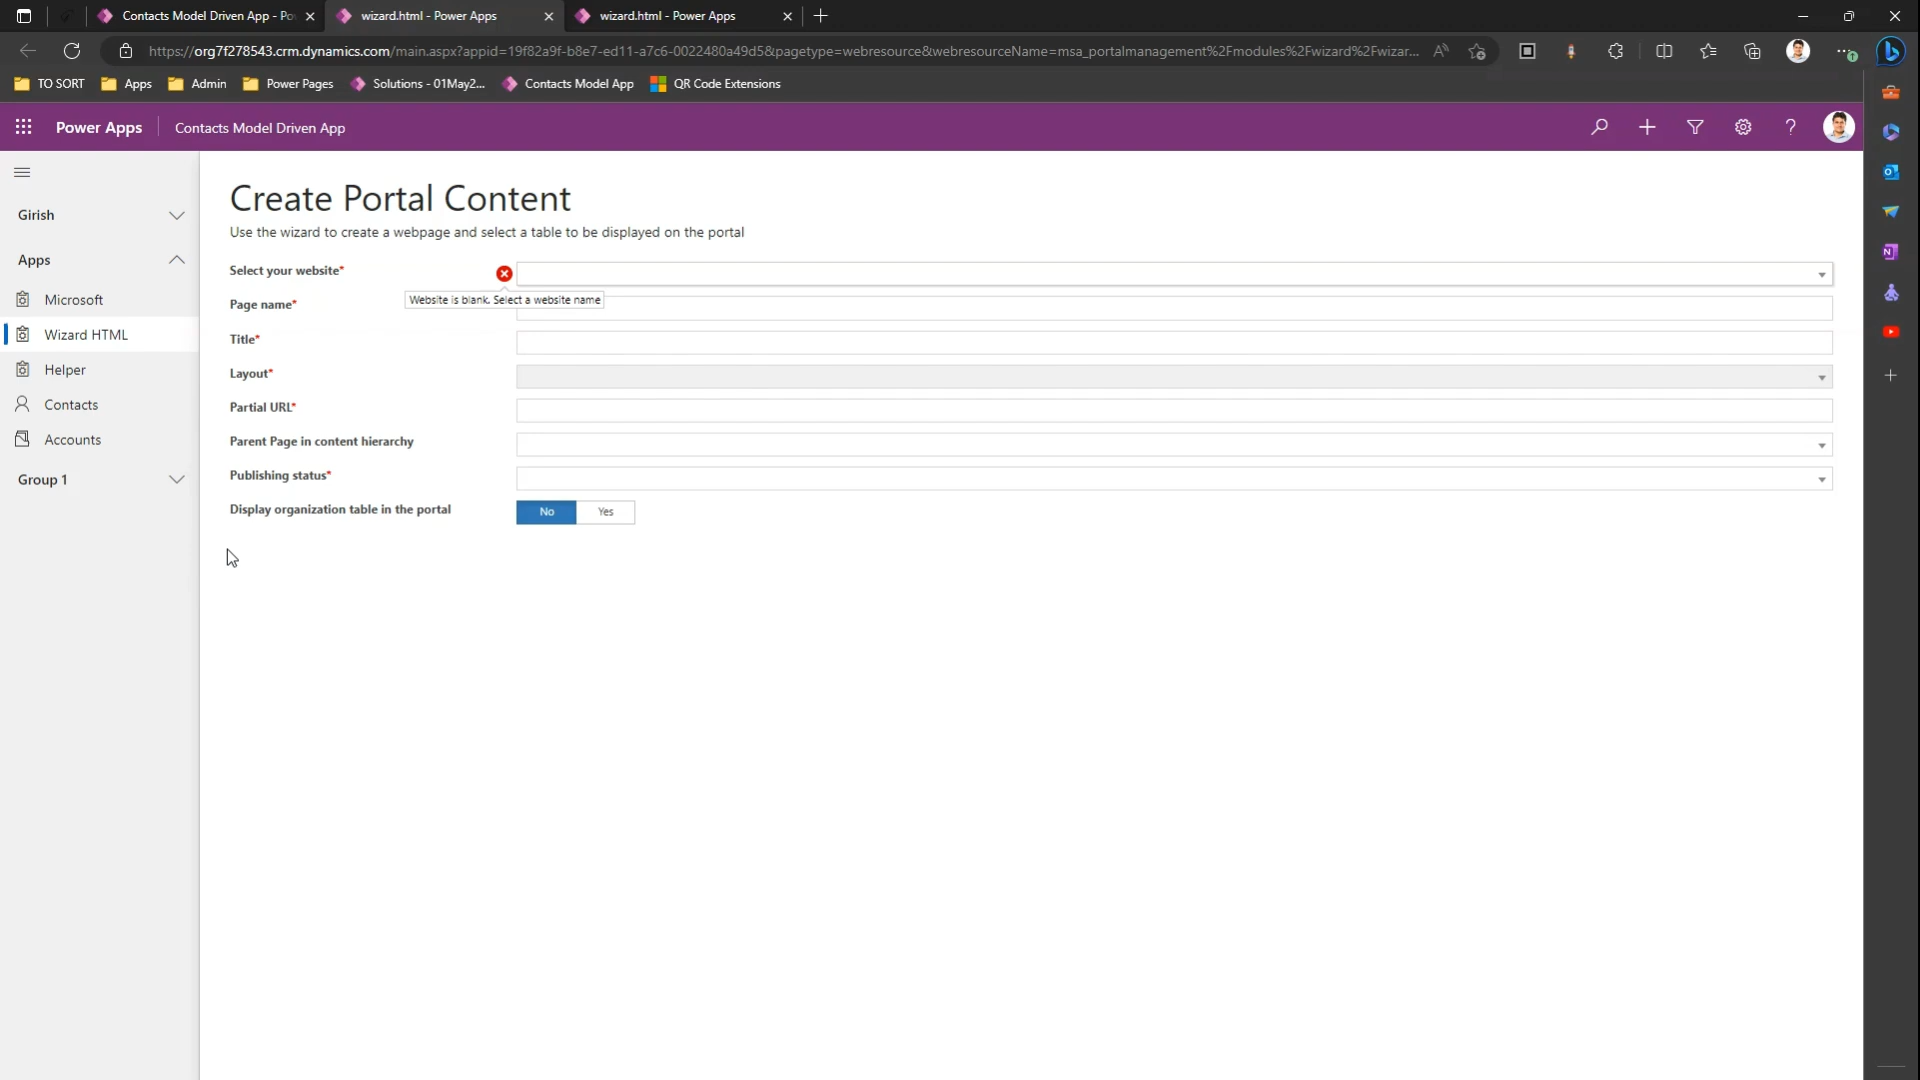 Contacts Model Driven App - Po
wizard.html - Power Apps
wizard.html - Power Apps
https://org7f278543.crm.dynamics.com/main.aspx?appid=19f82a9f-b8e7-ed11-a7c6-0022480a49d5&pagetype=webresource&webresourceName=msa_portalmanagement%2Fmodules%2Fwizard%2Fwizar...
TO SORT
Apps
Admin
Power Pages
Solutions - 01May2...
Contacts Model App
QR Code Extensions
Power Apps
Contacts Model Driven App
Girish
Apps
Microsoft
Wizard HTML
Helper
Contacts
Accounts
Group 1
Create Portal Content
Use the wizard to create a webpage and select a table to be displayed on the portal
Select your website*
Website is blank. Select a website name
Page name*
Title*
Layout*
Partial URL*
Parent Page in content hierarchy
Publishing status*
Display organization table in the portal
No
Yes